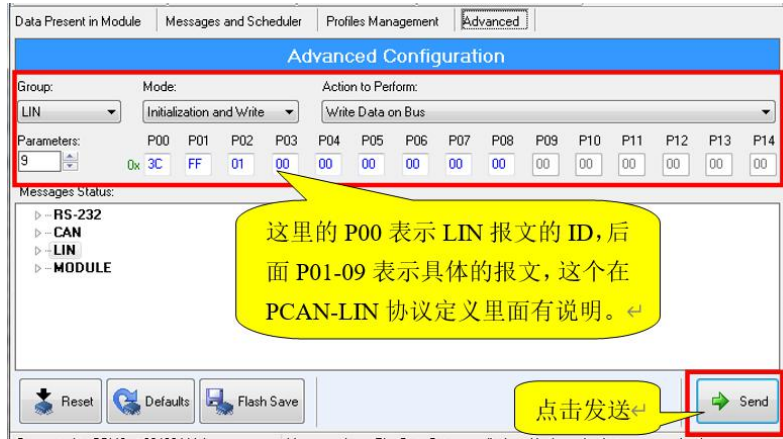 Data Present in Module Messages and Scheduler Profiles Management Advanced
Advanced Configuration
Group: Mode: Action to Perform:
LIN Initialization and Write Write Data on Bus
Parameters: P00 P01 P02 P03 P04 P05 P06 P07 P08 P09 P10 P11 P12 P13 P14
9 0x 3C FF 01 00 00 00 00 00 00 00 00 00 00 00 00
Messages Status:
RS-232
CAN
LIN
MODULE
这里的 P00 表示 LIN 报文的 ID，后
面 P01-09 表示具体的报文，这个在
PCAN-LIN 协议定义里面有说明。↵
Reset Defaults Flash Save 点击发送↵ Send